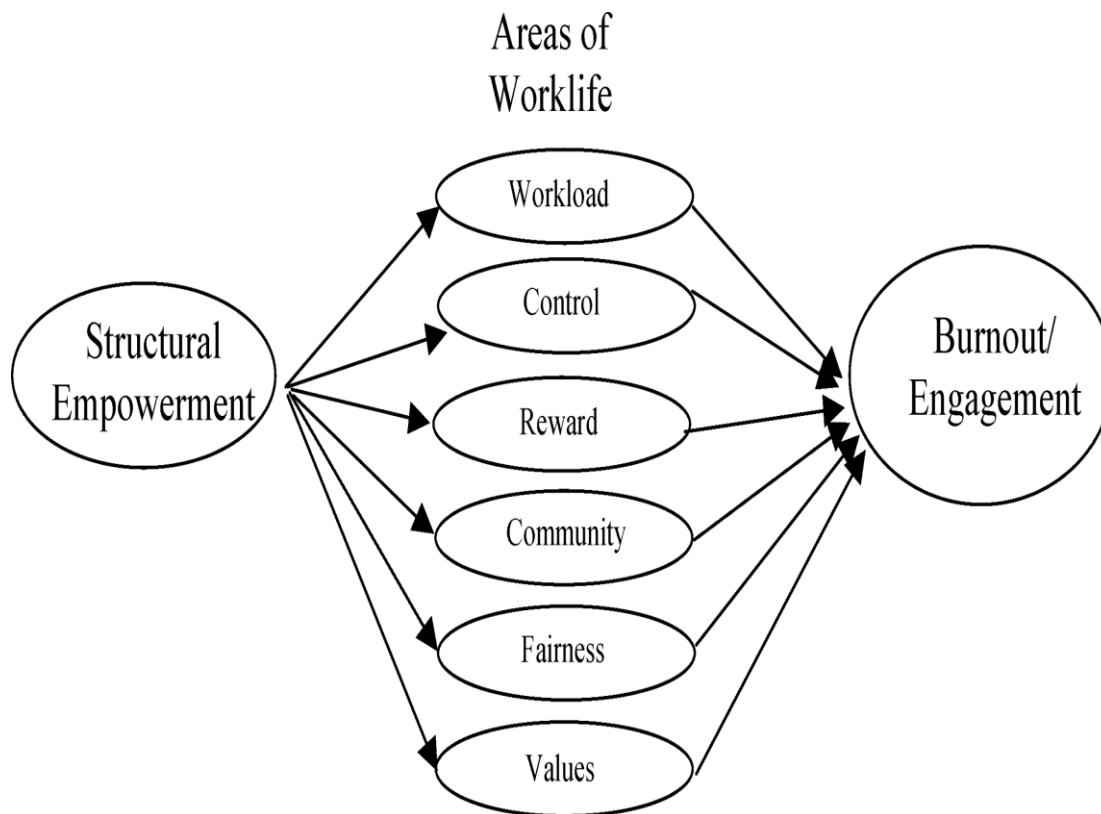 Areas of
Worklife
Workload
Control
Structural
Empowerment
Reward
Burnout/
Engagement
Community
Fairness
Values